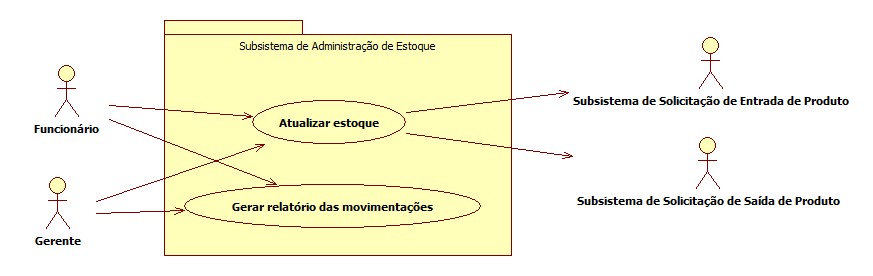 Subsistema de Administração de Estoque
Funcionário
Gerente
Atualizar estoque
Gerar relatório das movimentações
Subsistema de Solicitação de Entrada de Produto
Subsistema de Solicitação de Saída de Produto